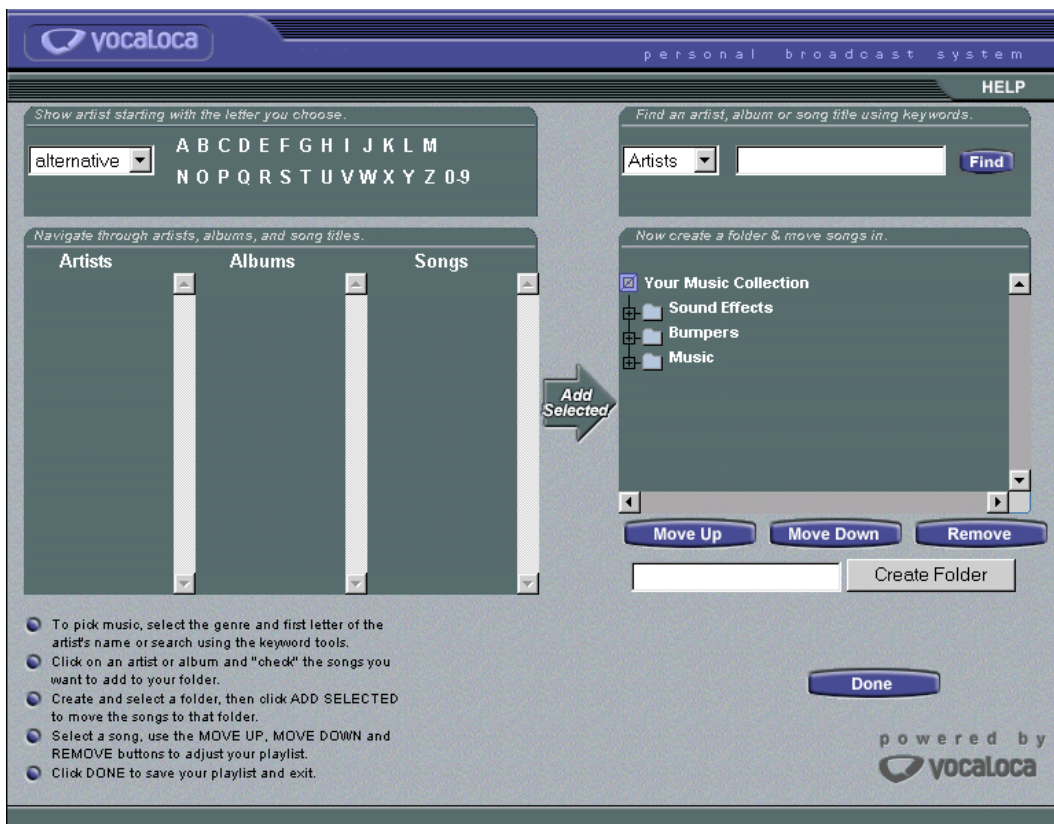 vocaLoca
personal broadcast system
HELP
Show artist starting with the letter you choose.
alternative
A B C D E F G H I J K L M
N O P Q R S T U V W X Y Z 0-9
Find an artist, album or song title using keywords.
Artists
Find
Navigate through artists, albums, and song titles.
Artists Albums Songs
Add
Selected
Now create a folder & move songs in.
Your Music Collection
Sound Effects
Bumpers
Music
Move Up Move Down Remove
Create Folder
To pick music, select the genre and first letter of the
artist's name or search using the keyword tools.
Click on an artist or album and "check" the songs you
want to add to your folder.
Create and select a folder, then click ADD SELECTED
to move the songs to that folder.
Select a song, use the MOVE UP, MOVE DOWN and
REMOVE buttons to adjust your playlist.
Click DONE to save your playlist and exit.
Done
powered by
vocaLoca